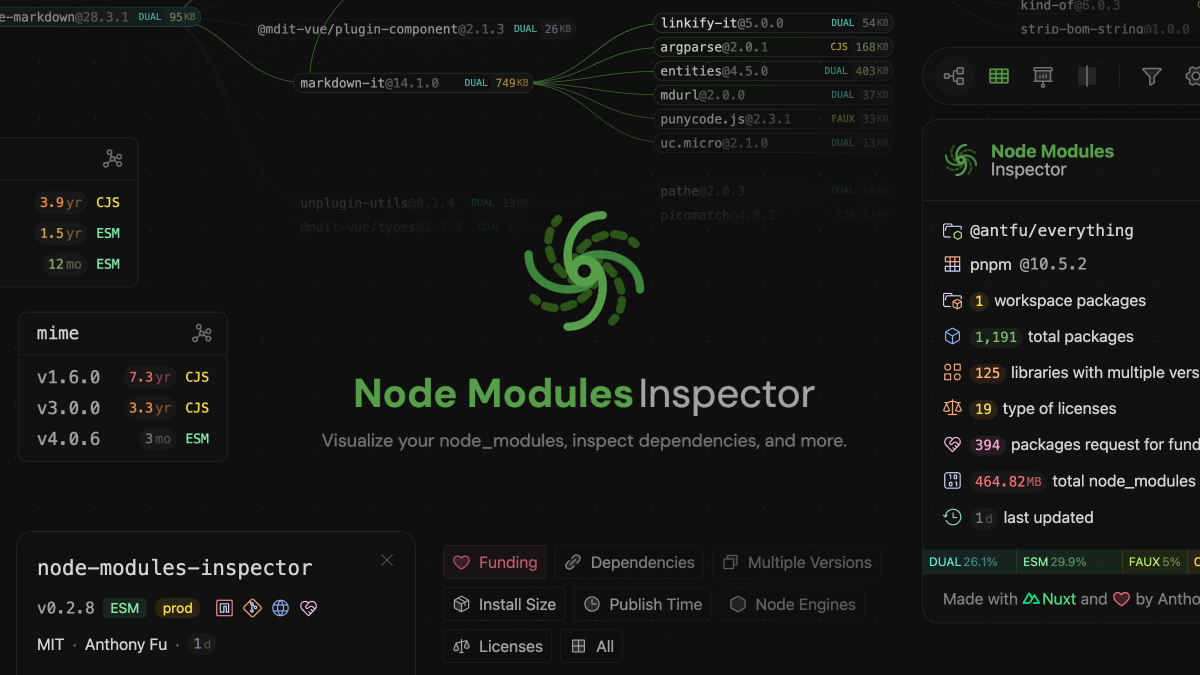 e-markdown@28.3.1 DUAL 95KB
@mdit-vue/plugin-component@2.1.3 DUAL 26KB
markdown-it@14.1.0 DUAL 749KB
linkify-it@5.0.0 DUAL 54KB
argparse@2.0.1 CJS 168KB
entities@4.5.0 DUAL 403KB
mdurl@2.0.0 DUAL 37KB
punycode.js@2.3.1 FAUX 33KB
uc.micro@2.1.0 DUAL 13KB
unplugin-utils@0.2.4 DUAL 13KB
@mdit-vue/types@2.1.0 DUAL
pathe@2.0.3 DUAL
picomatch@4.0.2 CJS
kind-of@6.0.3
strip-bom-string@1.0.0
3.9yr CJS
1.5yr ESM
12mo ESM
mime
v1.6.0 7.3yr CJS
v3.0.0 3.3yr CJS
v4.0.6 3mo ESM
Node Modules Inspector
Visualize your node_modules, inspect dependencies, and more.
node-modules-inspector
v0.2.8 ESM prod
MIT · Anthony Fu · 1d
Funding Dependencies Multiple Versions
Install Size Publish Time Node Engines
Licenses All
Node Modules
Inspector
@antfu/everything
pnpm @10.5.2
1 workspace packages
1,191 total packages
125 libraries with multiple vers
19 type of licenses
394 packages request for fund
464.82MB total node_modules
1d last updated
DUAL 26.1% ESM 29.9% FAUX 5% C
Made with Nuxt and by Antho